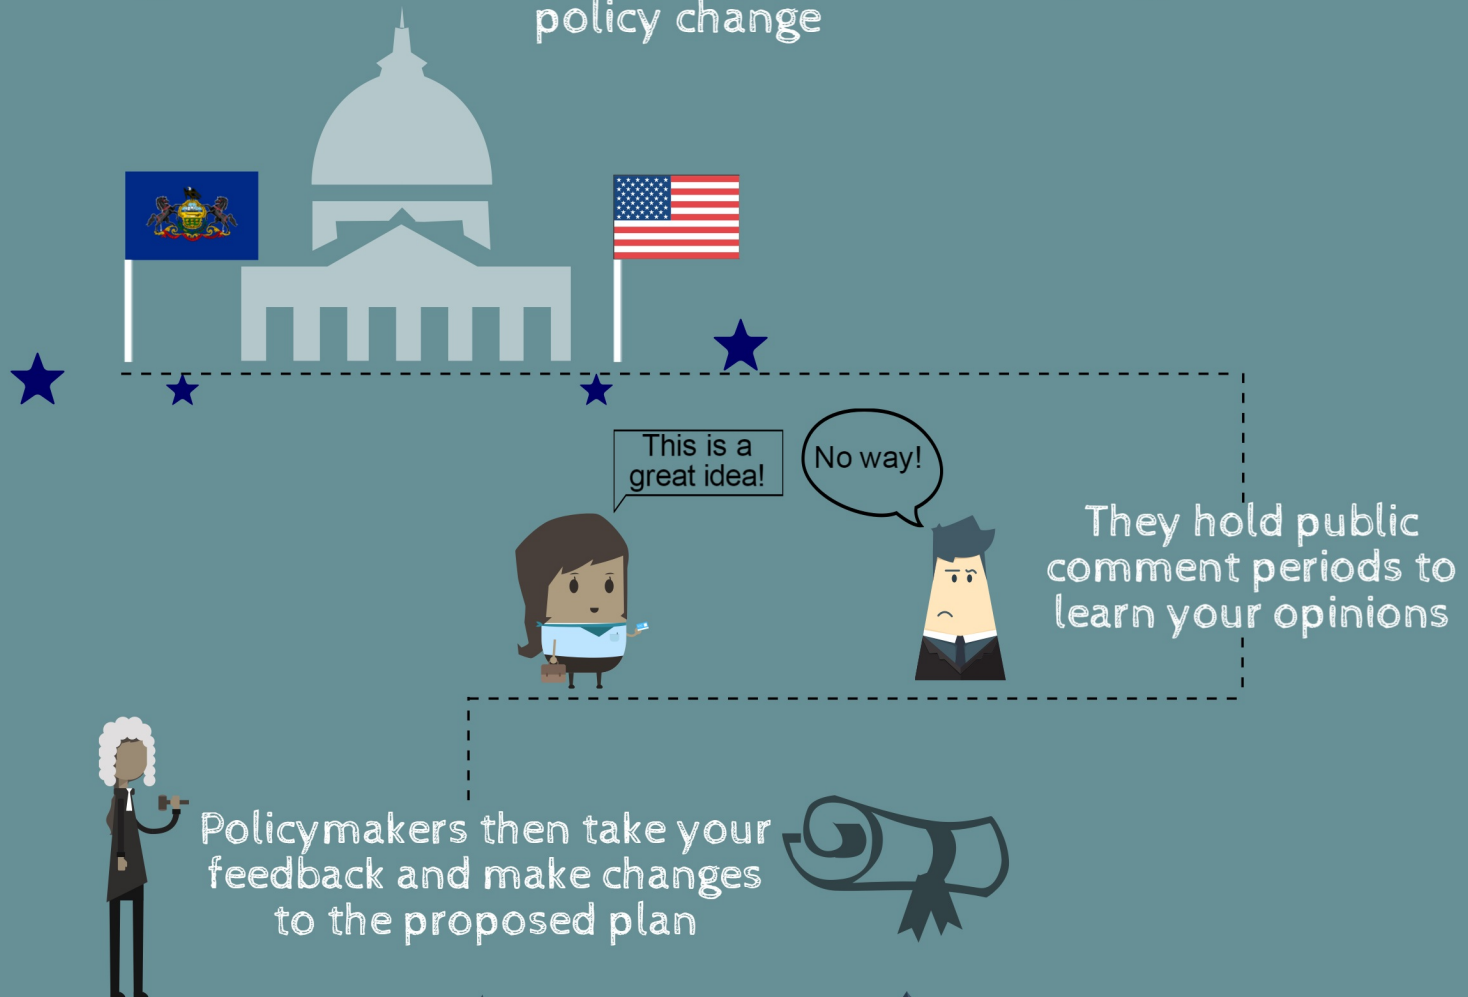 policy change
This is a
great idea!
No way!
They hold public
comment periods to
learn your opinions
Policymakers then take your
feedback and make changes
to the proposed plan